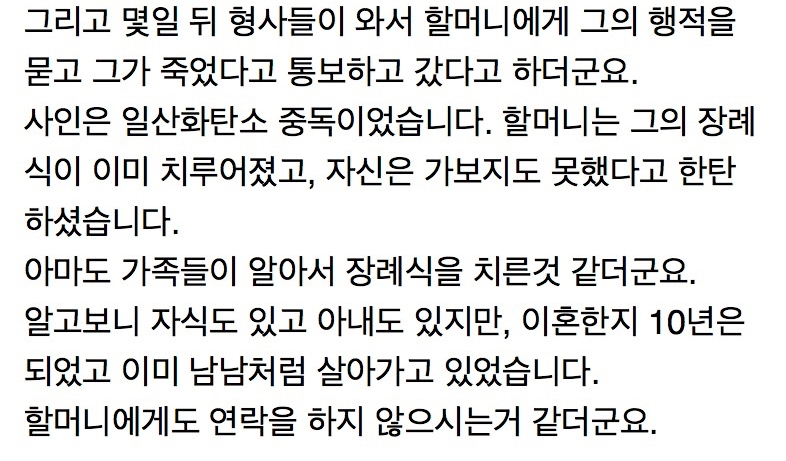 그리고 몇일 뒤 형사들이 와서 할머니에게 그의 행적을
묻고 그가 죽었다고 통보하고 갔다고 하더군요.
사인은 일산화탄소 중독이었습니다. 할머니는 그의 장례
식이 이미 치루어졌고, 자신은 가보지도 못했다고 한탄
하셨습니다.
아마도 가족들이 알아서 장례식을 치른것 같더군요.
알고보니 자식도 있고 아내도 있지만, 이혼한지 10년은
되었고 이미 남남처럼 살아가고 있었습니다.
할머니에게도 연락을 하지 않으시는거 같더군요.